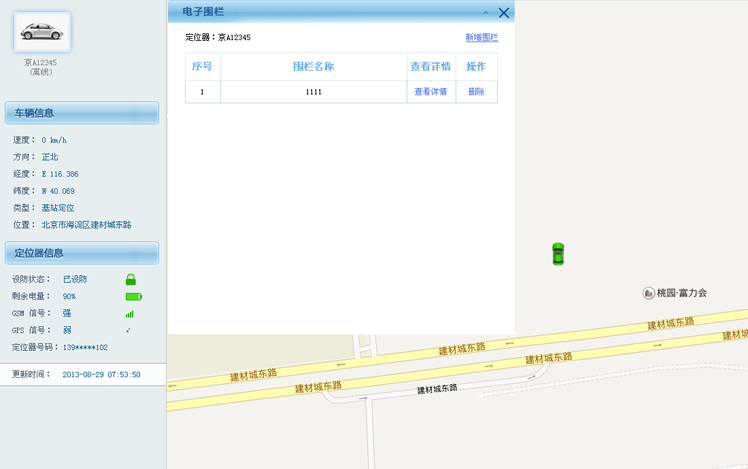 京A12345
(离线)
车辆信息
速度： 0 km/h
方向： 正北
经度： E 116.386
纬度： N 40.069
类型： 基站定位
位置： 北京市海淀区建材城东路
定位器信息
设防状态： 已设防
剩余电量： 90%
GSM 信号： 强
GPS 信号： 弱
定位器号码：139*****102
更新时间： 2013-08-29 07:53:50
电子围栏
定位器：京A12345
新增围栏
序号 围栏名称 查看详情 操作
1 1111 查看详情 删除
桃园·富力会
建材城东路
建材城东路
建材城东路
建材城东路
建材城东路
建材城东路
建材城东路